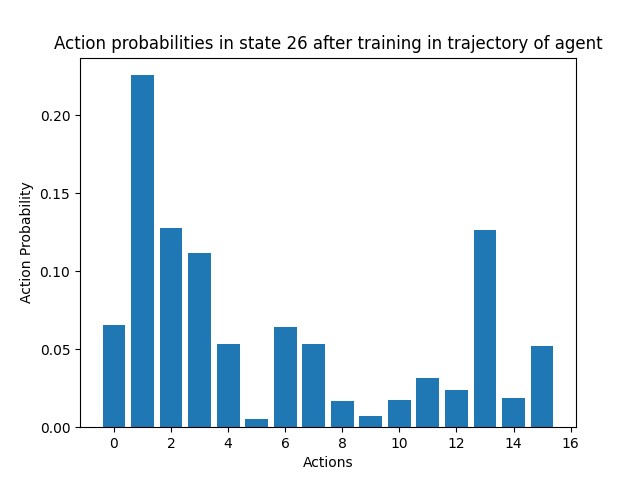 Action probabilities in state 26 after training in trajectory of agent
Action Probability
0.20
0.15
0.10
0.05
0.00
0 2 4 6 8 10 12 14 16
Actions